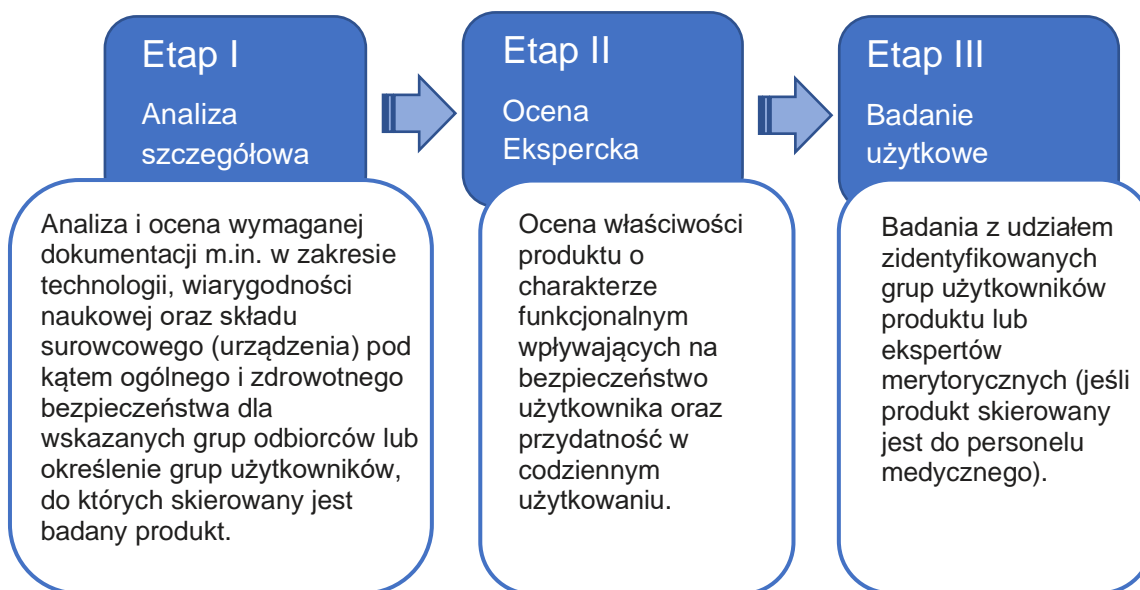 Etap I
Analiza
szczegółowa
Analiza i ocena wymaganej
dokumentacji m.in. w zakresie
technologii, wiarygodności
naukowej oraz składu
surowcowego (urządzenia) pod
kątem ogólnego i zdrowotnego
bezpieczeństwa dla
wskazanych grup odbiorców lub
określenie grup użytkowników,
do których skierowany jest
badany produkt.
Etap II
Ocena
Ekspercka
Ocena właściwości
produktu o
charakterze
funkcjonalnym
wpływających na
bezpieczeństwo
użytkownika oraz
przydatność w
codziennym
użytkowaniu.
Etap III
Badanie
użytkowe
Badania z udziałem
zidentyfikowanych
grup użytkowników
produktu lub
ekspertów
merytorycznych (jeśli
produkt skierowany
jest do personelu
medycznego).